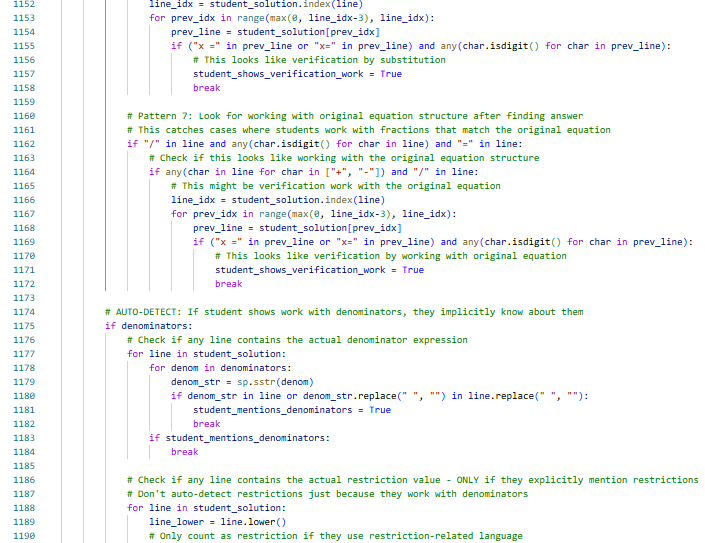 1152 line_idx = student_solution.index(line)
1153 for prev_idx in range(max(0, line_idx-3), line_idx):
1154 prev_line = student_solution[prev_idx]
1155 if ("x =" in prev_line or "x=" in prev_line) and any(char.isdigit() for char in prev_line):
1156 # This looks like verification by substitution
1157 student_shows_verification_work = True
1158 break
1159
1160 # Pattern 7: Look for working with original equation structure after finding answer
1161 # This catches cases where students work with fractions that match the original equation
1162 if "/" in line and any(char.isdigit() for char in line) and "=" in line:
1163 # Check if this looks like working with the original equation structure
1164 if any(char in line for char in ["+", "-"]) and "/" in line:
1165 # This might be verification work with the original equation
1166 line_idx = student_solution.index(line)
1167 for prev_idx in range(max(0, line_idx-3), line_idx):
1168 prev_line = student_solution[prev_idx]
1169 if ("x =" in prev_line or "x=" in prev_line) and any(char.isdigit() for char in prev_line):
1170 # This looks like verification by working with original equation
1171 student_shows_verification_work = True
1172 break
1173
1174 # AUTO-DETECT: If student shows work with denominators, they implicitly know about them
1175 if denominators:
1176 # Check if any line contains the actual denominator expression
1177 for line in student_solution:
1178 for denom in denominators:
1179 denom_str = sp.sstr(denom)
1180 if denom_str in line or denom_str.replace(" ", "") in line.replace(" ", ""):
1181 student_mentions_denominators = True
1182 break
1183 if student_mentions_denominators:
1184 break
1185
1186 # Check if any line contains the actual restriction value - ONLY if they explicitly mention restrictions
1187 # Don't auto-detect restrictions just because they work with denominators
1188 for line in student_solution:
1189 line_lower = line.lower()
1190 # Only count as restriction if they use restriction-related language